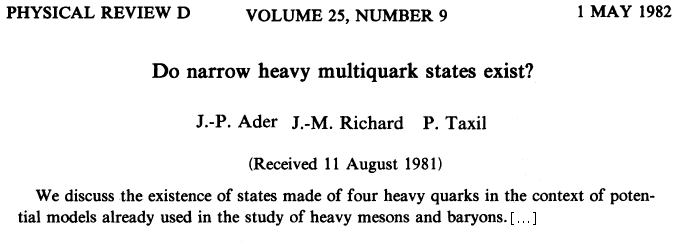 PHYSICAL REVIEW D VOLUME 25, NUMBER 9 1 MAY 1982
Do narrow heavy multiquark states exist?
J.-P. Ader J.-M. Richard P. Taxil
(Received 11 August 1981)
We discuss the existence of states made of four heavy quarks in the context of poten-
tial models already used in the study of heavy mesons and baryons.[...]